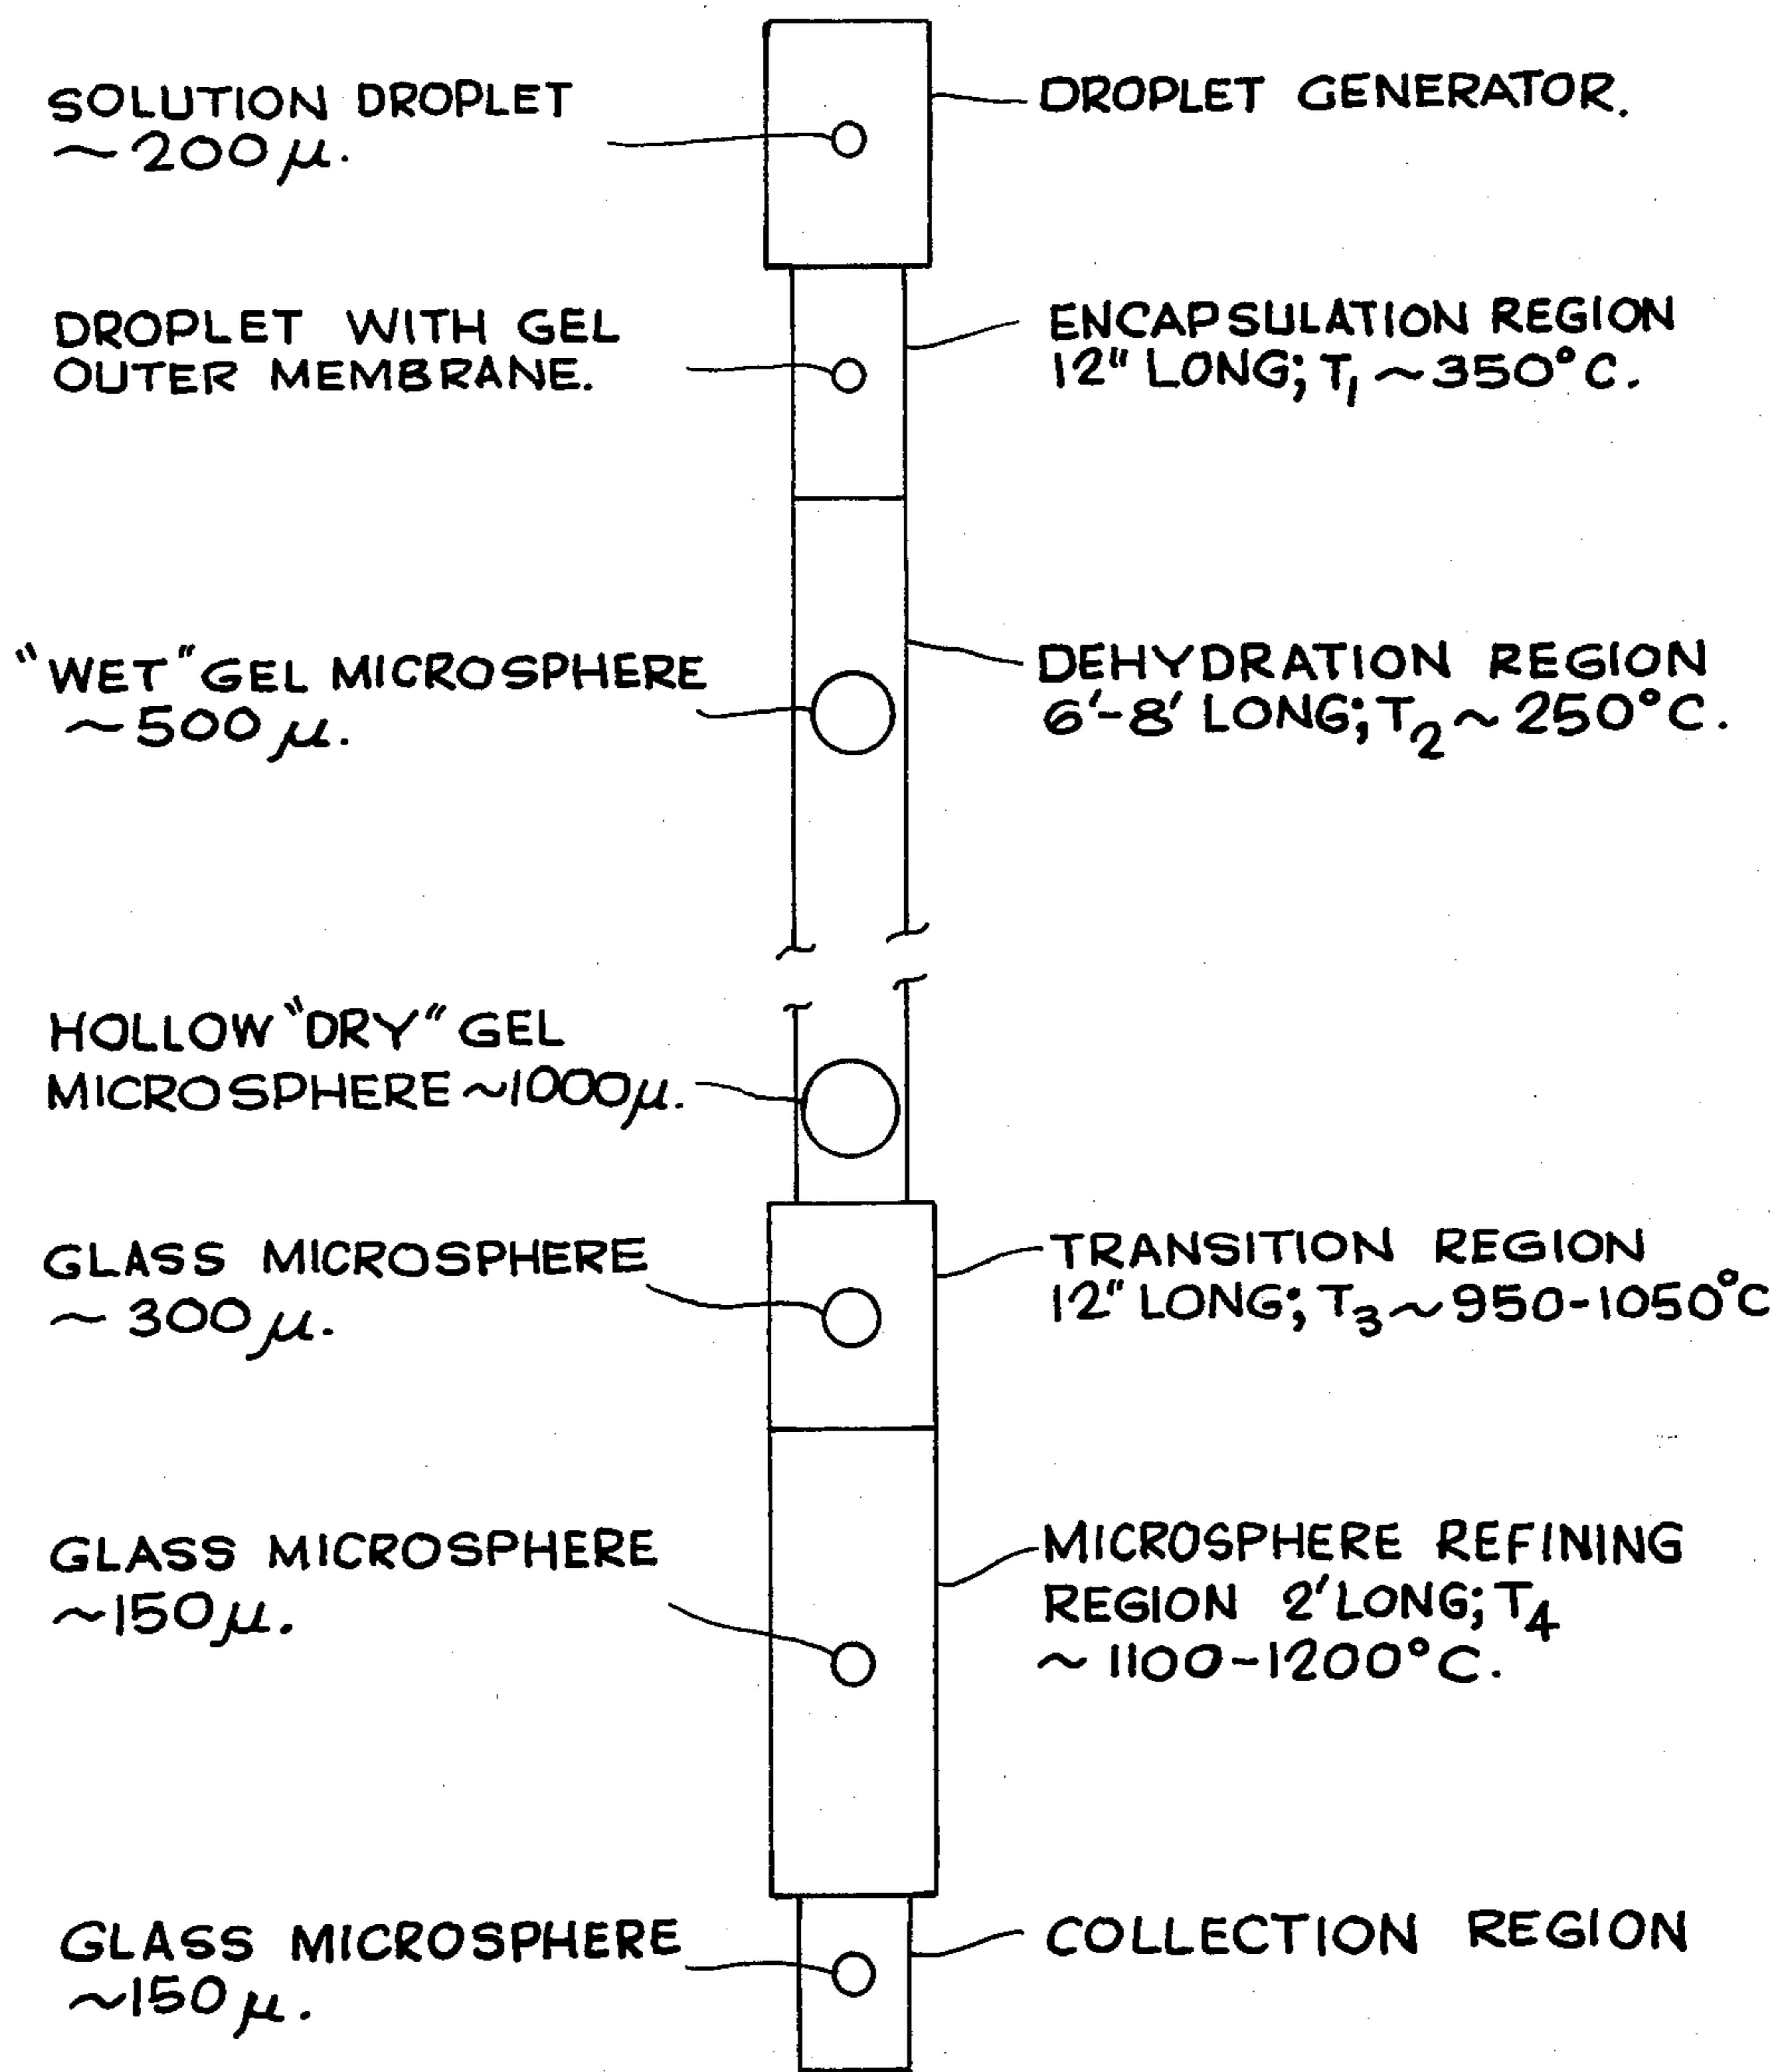 SOLUTION DROPLET
~200μ.
DROPLET GENERATOR.
DROPLET WITH GEL
OUTER MEMBRANE.
ENCAPSULATION REGION
12" LONG; T₁ ~350°C.
"WET" GEL MICROSPHERE
~500μ.
DEHYDRATION REGION
6'-8' LONG; T₂ ~ 250°C.
HOLLOW "DRY" GEL
MICROSPHERE ~1000μ.
GLASS MICROSPHERE
~ 300μ.
TRANSITION REGION
12" LONG; T₃ ~ 950-1050°C
GLASS MICROSPHERE
~150μ.
MICROSPHERE REFINING
REGION 2' LONG; T₄
~ 1100-1200°C.
GLASS MICROSPHERE
~150μ.
COLLECTION REGION